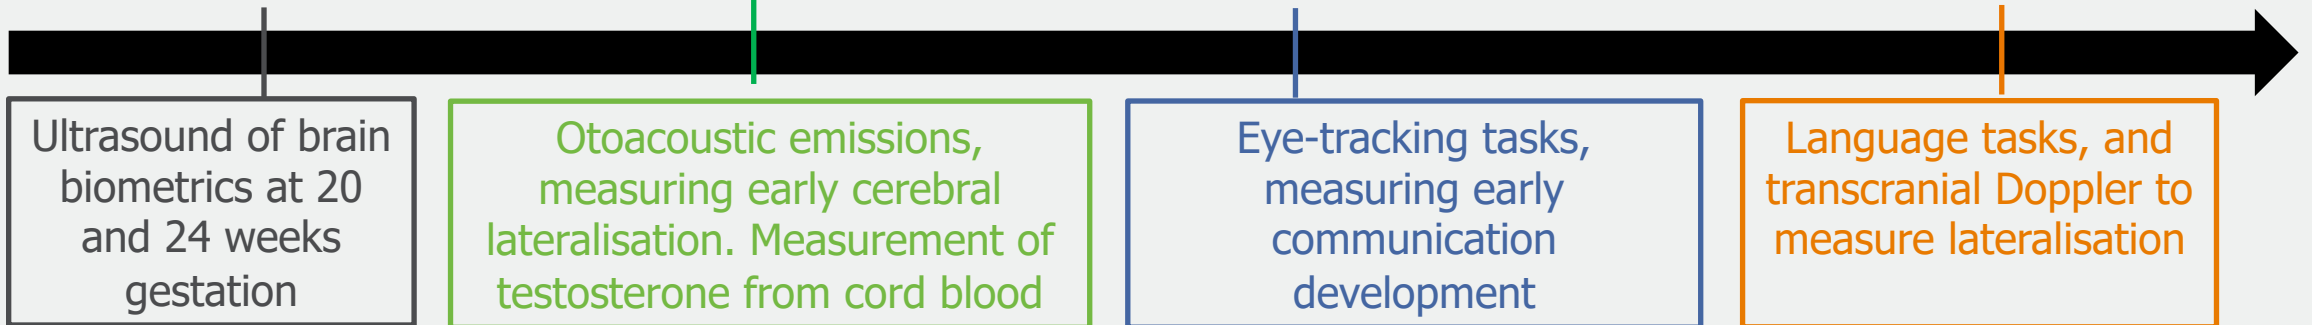 Ultrasound of brain
biometrics at 20
and 24 weeks
gestation
Otoacoustic emissions,
measuring early cerebral
lateralisation. Measurement of
testosterone from cord blood
Eye-tracking tasks,
measuring early
communication
development
Language tasks, and
transcranial Doppler to
measure lateralisation